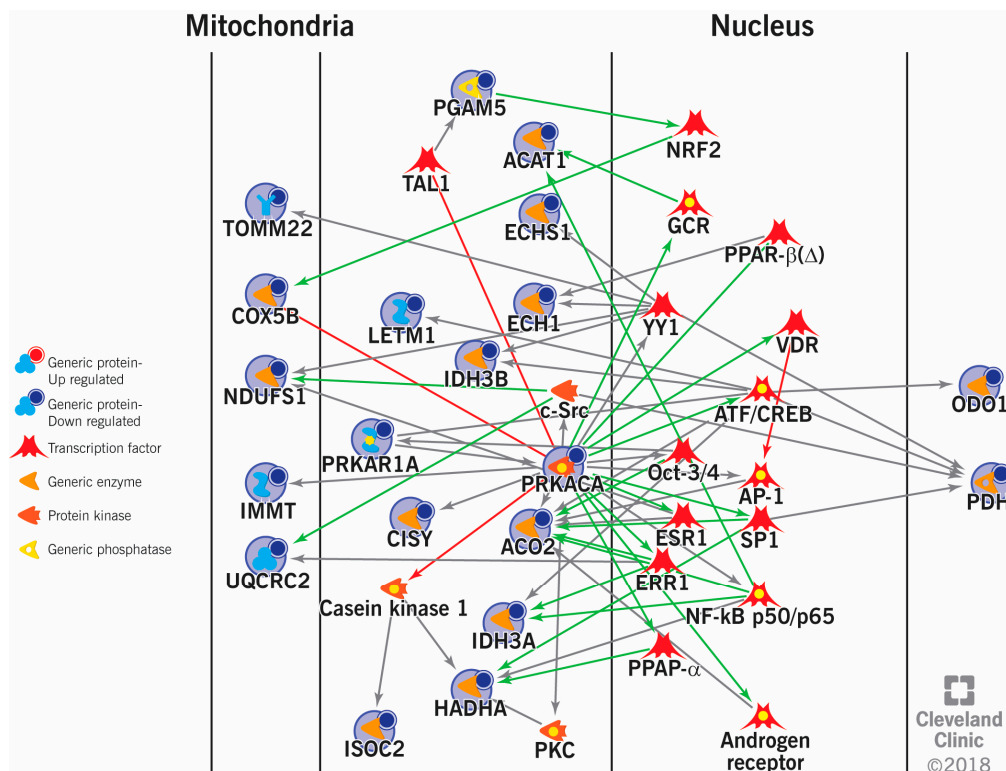 Mitochondria
Nucleus
PGAM5
NRF2
ACAT1
TAL1
TOMM22
ECHS1
GCR
PPAR-β(Δ)
COX5B
LETM1
ECH1
YY1
VDR
Generic protein-
Up regulated
IDH3B
NDUFS1
c-Src
ATF/CREB
ODO1
Generic protein-
Down regulated
Transcription factor
PRKAR1A
PRKACA
Oct-3/4
AP-1
Generic enzyme
IMMT
PDH
Protein kinase
CISY
ACO2
ESR1
SP1
Generic phosphatase
UQCRC2
ERR1
Casein kinase 1
NF-kB p50/p65
IDH3A
PPAP-α
HADHA
ISOC2
PKC
Androgen
receptor
Cleveland
Clinic
©2018